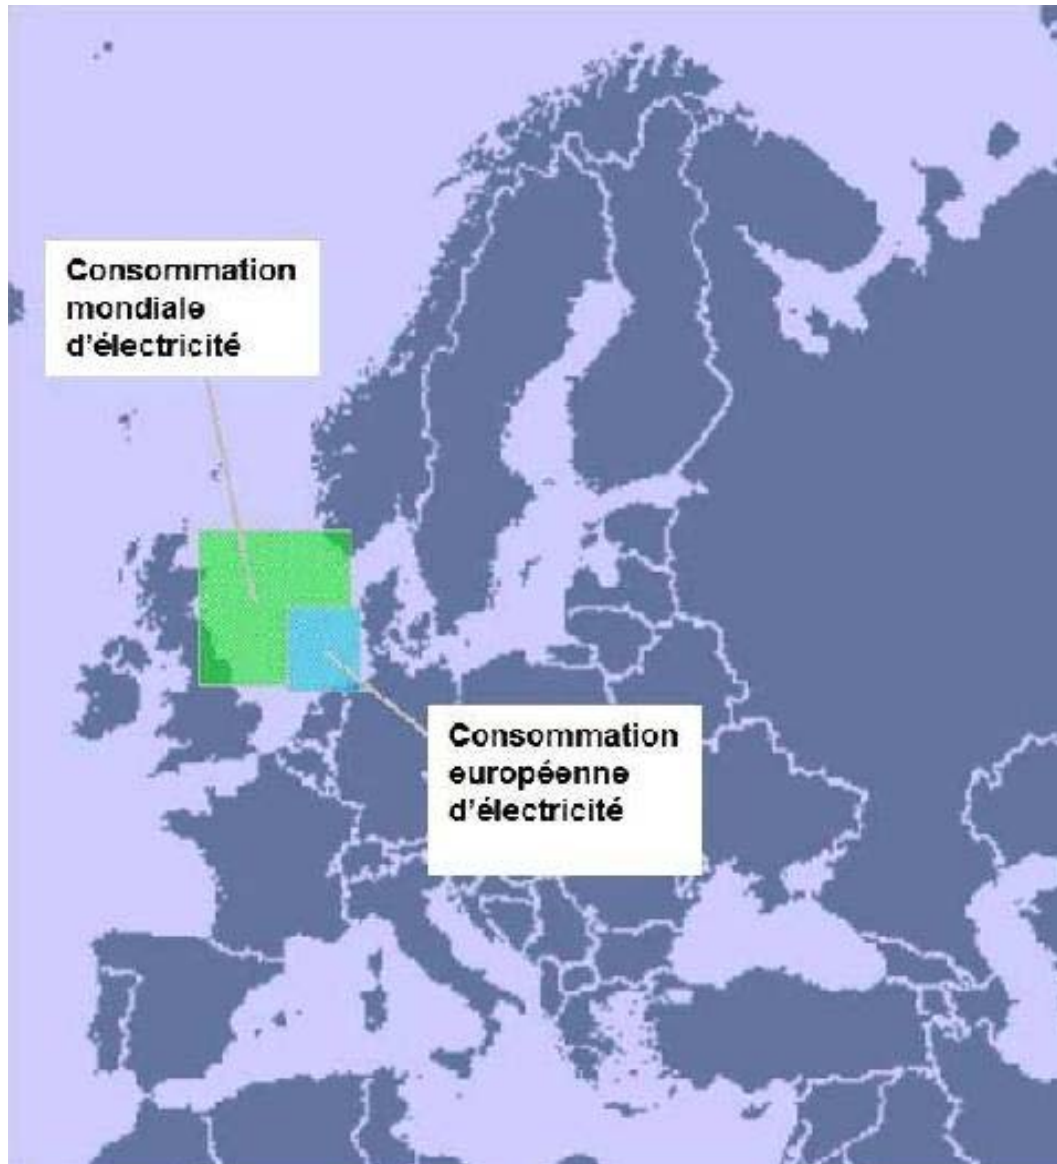 Consommation
mondiale
d'électricité
Consommation
européenne
d'électricité